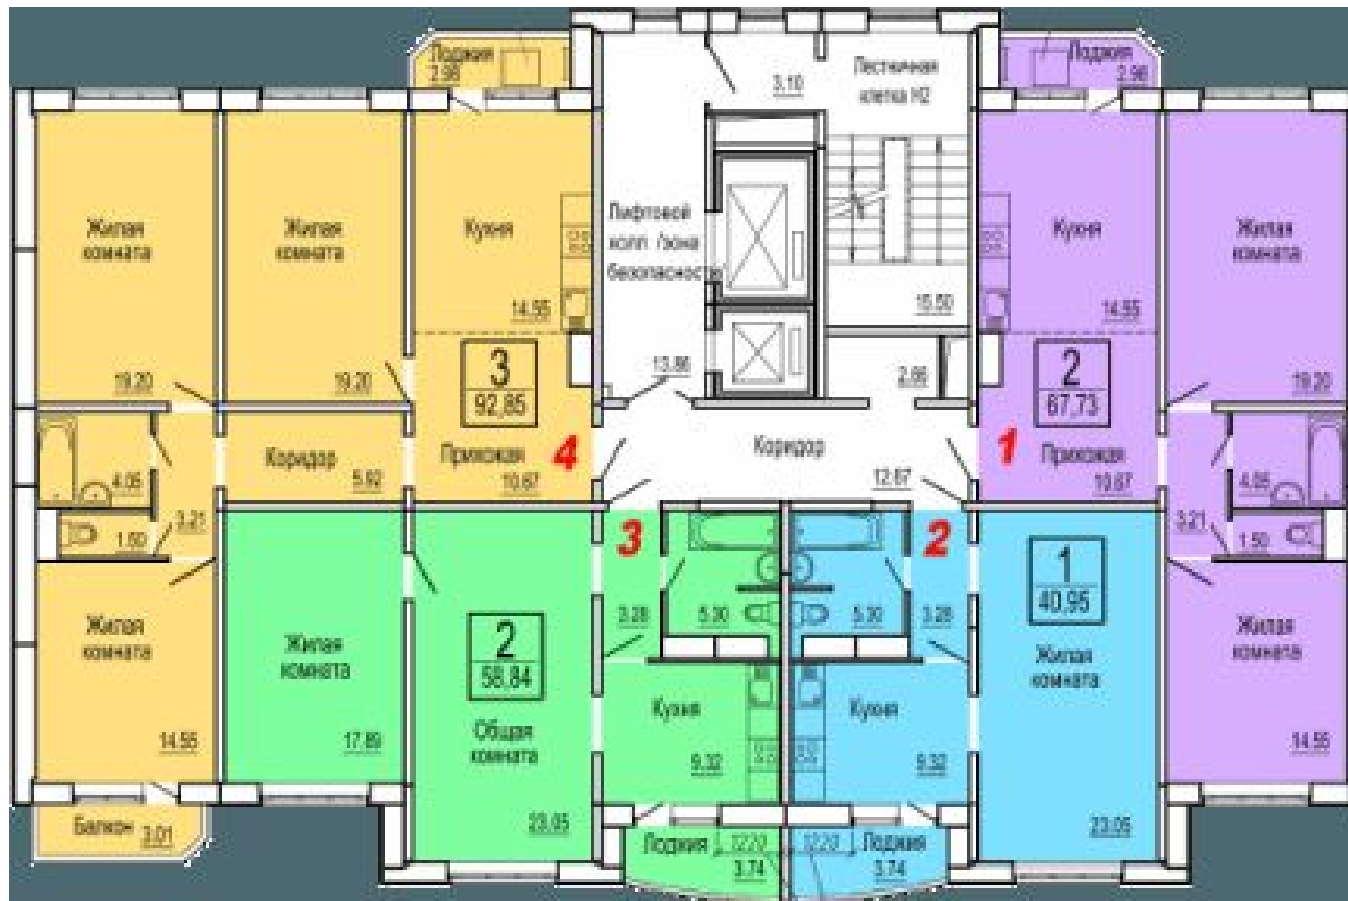 Лоджия
2.98
3.10
Лестничная
клетка Н2
Лоджия
2.98
Жилая
комната
19.20
Жилая
комната
19.20
Кухня
14.55
Лифтовой
холл /зона
безопасности
13.86
15.50
2.66
Кухня
14.55
Жилая
комната
19.20
3
92,85
2
67,73
4.05
Коридор
5.92
Прихожая
10.67
4
Коридор
12.67
1
Прихожая
10.67
4.05
1.50
3.21
3
2
3.21
1.50
Жилая
комната
14.55
Жилая
комната
17.89
2
58,84
Общая
комната
23.05
3.28
5.30
5.30
3.28
1
40,95
Жилая
комната
23.05
Жилая
комната
14.55
Кухня
9.32
Кухня
9.32
Балкон 3.01
Лоджия 1220
3.74
1220 Лоджия
3.74